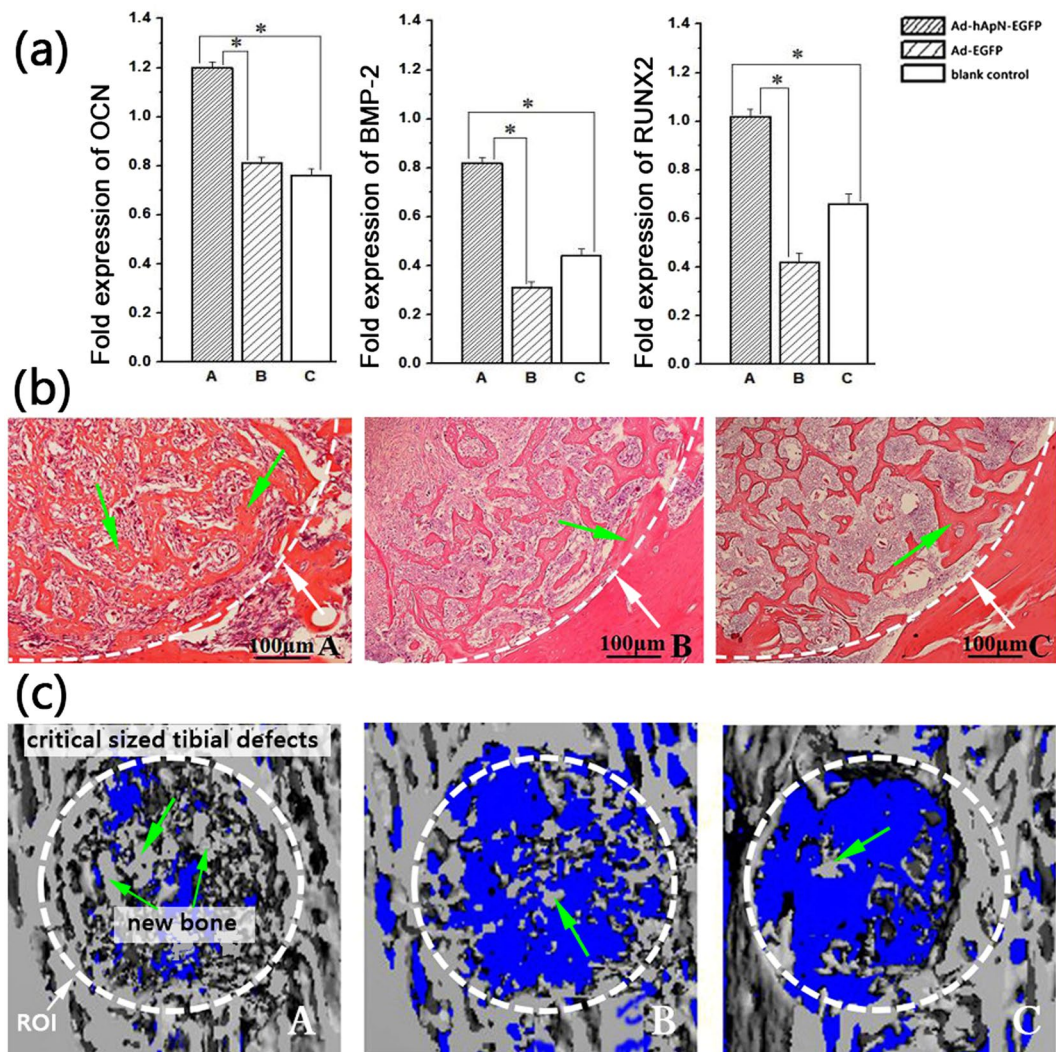 (a)
Fold expression of OCN
1.4
1.2
1.0
0.8
0.6
0.4
0.2
0.0
*
*
A
B
C
Fold expression of BMP-2
1.4
1.2
1.0
0.8
0.6
0.4
0.2
0.0
*
*
A
B
C
Fold expression of RUNX2
1.4
1.2
1.0
0.8
0.6
0.4
0.2
0.0
*
*
A
B
C
Ad-hApN-EGFP
Ad-EGFP
blank control
(b)
100μm A
100μm B
100μm C
(c)
critical sized tibial defects
new bone
ROI
A
B
C